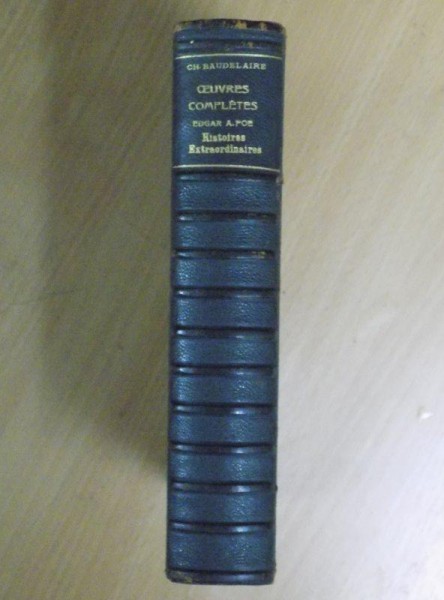 CH. BAUDELAIRE
ŒUVRES
COMPLÈTES
EDGAR A. POE
Histoires
Extraordinaires